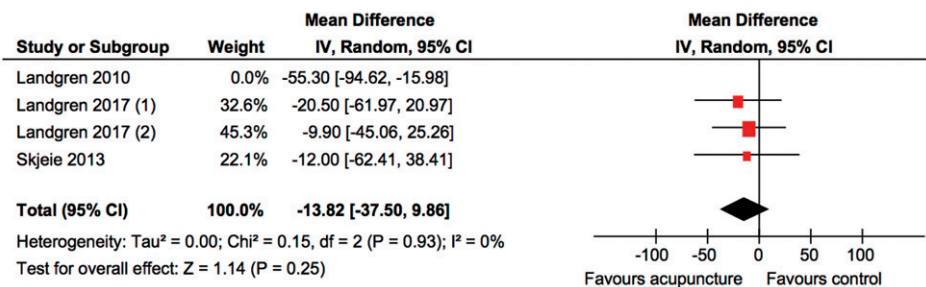 Mean Difference Mean Difference
Study or Subgroup Weight IV, Random, 95% CI IV, Random, 95% CI
Landgren 2010 0.0% -55.30 [-94.62, -15.98]
Landgren 2017 (1) 32.6% -20.50 [-61.97, 20.97]
Landgren 2017 (2) 45.3% -9.90 [-45.06, 25.26]
Skjeie 2013 22.1% -12.00 [-62.41, 38.41]
Total (95% CI) 100.0% -13.82 [-37.50, 9.86]
Heterogeneity: Tau² = 0.00; Chi² = 0.15, df = 2 (P = 0.93); I² = 0%
Test for overall effect: Z = 1.14 (P = 0.25)
-100 -50 0 50 100
Favours acupuncture Favours control